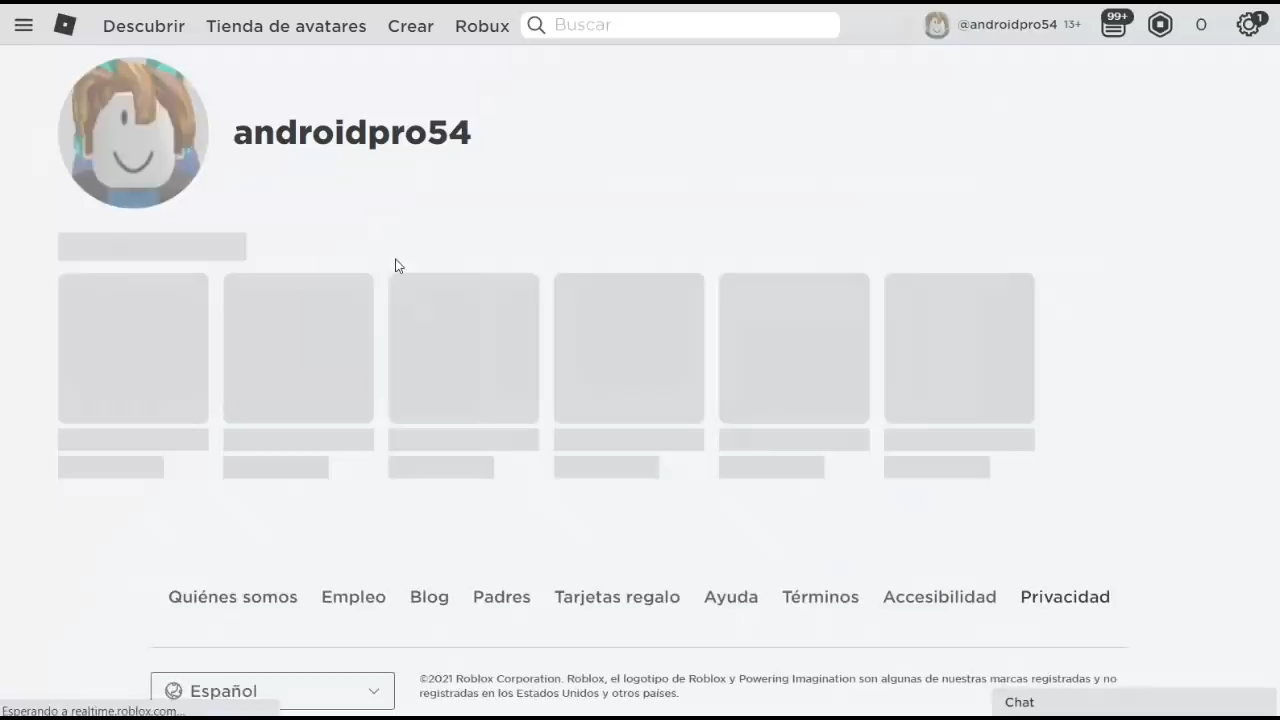 Descubrir Tienda de avatares Crear Robux Buscar @androidpro54 13+ 99+ 0 1
androidpro54
Quiénes somos Empleo Blog Padres Tarjetas regalo Ayuda Términos Accesibilidad Privacidad
Español
©2021 Roblox Corporation. Roblox, el logotipo de Roblox y Powering Imagination son algunas de nuestras marcas registradas y no
registradas en los Estados Unidos y otros países.
Chat
Esperando a realtime.roblox.com...